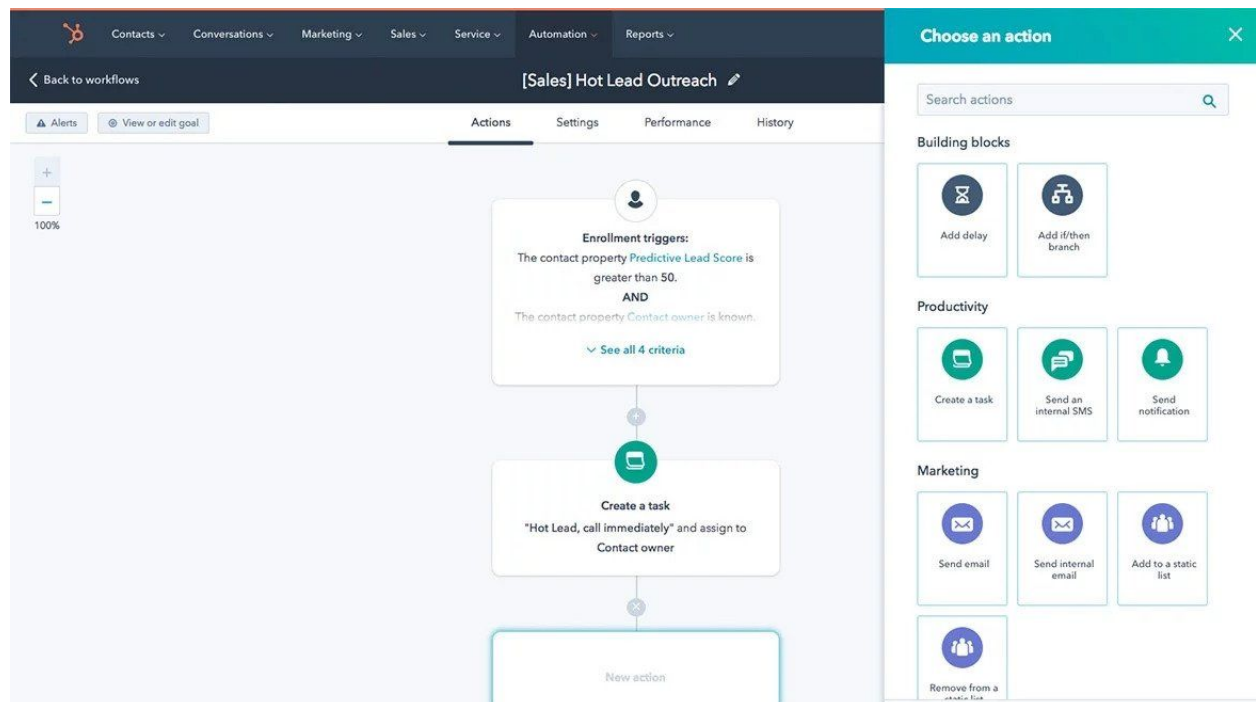 Contacts Conversations Marketing Sales Service Automation Reports
Back to workflows
[Sales] Hot Lead Outreach
Alerts
View or edit goal
Actions Settings Performance History
100%
Enrollment triggers:
The contact property Predictive Lead Score is
greater than 50.
AND
The contact property Contact owner is known.
See all 4 criteria
Create a task
"Hot Lead, call immediately" and assign to
Contact owner
New action
Choose an action
Search actions
Building blocks
Add delay
Add if/then
branch
Productivity
Create a task
Send an
internal SMS
Send
notification
Marketing
Send email
Send internal
email
Add to a static
list
Remove from a
static list